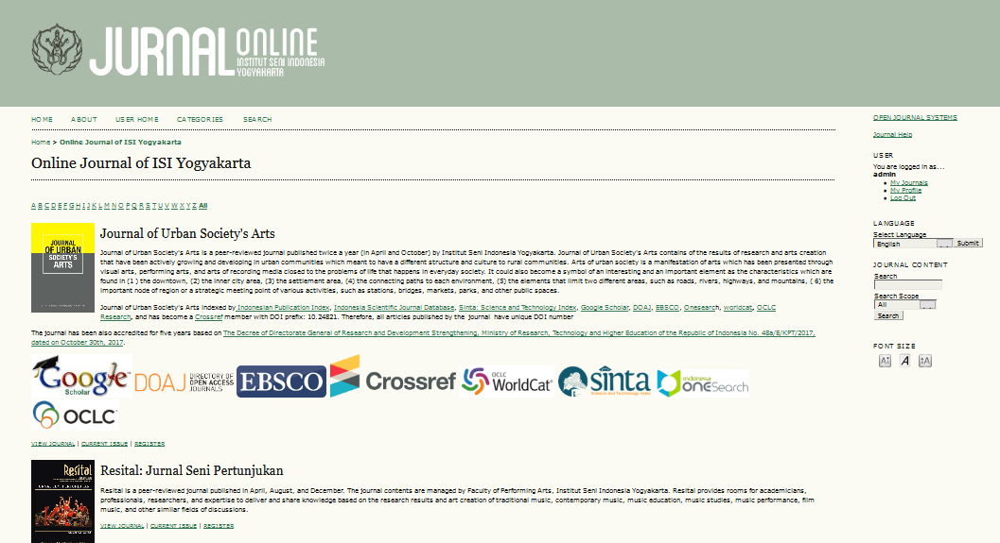 JURNAL ONLINE
INSTITUT SENI INDONESIA
YOGYAKARTA
HOME ABOUT USER HOME CATEGORIES SEARCH
Home > Online Journal of ISI Yogyakarta
Online Journal of ISI Yogyakarta
A B C D E F G H I J K L M N O P Q R S T U V W X Y Z All
JOURNAL
OF URBAN
SOCIETY'S
ARTS
Journal of Urban Society's Arts
Journal of Urban Society's Arts is a peer-reviewed journal published twice a year (in April and October) by Institut Seni Indonesia Yogyakarta. Journal of Urban Society's Arts contains of the results of research and arts creation
that have been actively growing and developing in urban communities which meant to have a different structure and culture to rural communities. Arts of urban society is a manifestation of arts which has been presented through
visual arts, performing arts, and arts of recording media closed to the problems of life that happens in everyday society. It could also become a symbol of an interesting and an important element as the characteristics which are
found in (1 ) the downtown, (2) the inner city area, (3) the settlement area, (4) the connecting paths to each environment, (5) the elements that limit two different areas, such as roads, rivers, highways, and mountains, ( 6) the
important node of region or a strategic meeting point of various activities, such as stations, bridges, markets, parks, and other public spaces.
Journal of Urban Society's Arts indexed by Indonesian Publication Index, Indonesia Scientific Journal Database, Sinta: Science and Technology Index, Google Scholar, DOAJ, EBSCO, Onesearch, worldcat, OCLC
Research, and has become a Crossref member with DOI prefix: 10.24821. Therefore, all articles published by the journal have unique DOI number
The journal has been also accredited for five years based on The Decree of Directorate General of Research and Development Strengthening, Ministry of Research, Technology and Higher Education of the Republic of Indonesia No. 48a/E/KPT/2017,
dated on October 30th, 2017.
Google Scholar
DOAJ DIRECTORY OF OPEN ACCESS JOURNALS
EBSCO
Crossref
OCLC WorldCat
sinta Science and Technology Index
indonesia OneSearch
OCLC
VIEW JOURNAL | CURRENT ISSUE | REGISTER
Resital
JURNAL SENI PERTUNJUKAN
Resital: Jurnal Seni Pertunjukan
Resital is a peer-reviewed journal published in April, August, and December. The journal contents are managed by Faculty of Performing Arts, Institut Seni Indonesia Yogyakarta. Resital provides rooms for academicians,
professionals, researchers, and expertise to deliver and share knowledge based on the research results and art creation of traditional music, contemporary music, music education, music studies, music performance, film
music, and other similar fields of discussions.
VIEW JOURNAL | CURRENT ISSUE | REGISTER
OPEN JOURNAL SYSTEMS
Journal Help
USER
You are logged in as...
admin
My Journals
My Profile
Log Out
LANGUAGE
Select Language
English Submit
JOURNAL CONTENT
Search
Search Scope
All
Search
FONT SIZE
A A A